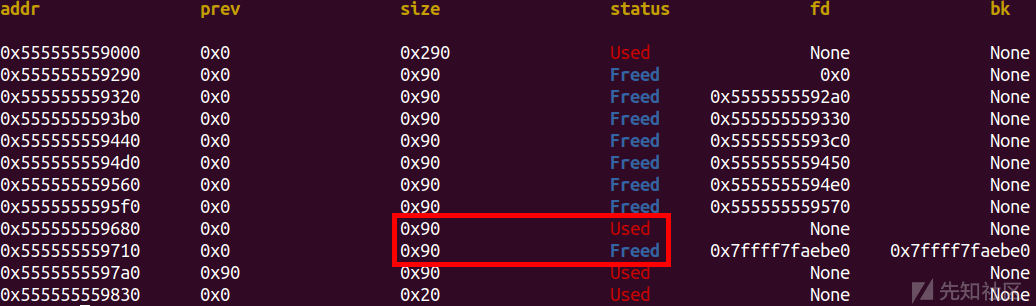 addr prev size status fd bk
0x555555559000 0x0 0x290 Used None None
0x555555559290 0x0 0x90 Freed 0x0 None
0x555555559320 0x0 0x90 Freed 0x5555555592a0 None
0x5555555593b0 0x0 0x90 Freed 0x555555559330 None
0x555555559440 0x0 0x90 Freed 0x5555555593c0 None
0x5555555594d0 0x0 0x90 Freed 0x555555559450 None
0x555555559560 0x0 0x90 Freed 0x5555555594e0 None
0x5555555595f0 0x0 0x90 Freed 0x555555559570 None
0x555555559680 0x0 0x90 Used None None
0x555555559710 0x0 0x90 Freed 0x7ffff7faebe0 0x7ffff7faebe0
0x5555555597a0 0x90 0x90 Used None None
0x555555559830 0x0 0x20 Used None None
先知社区